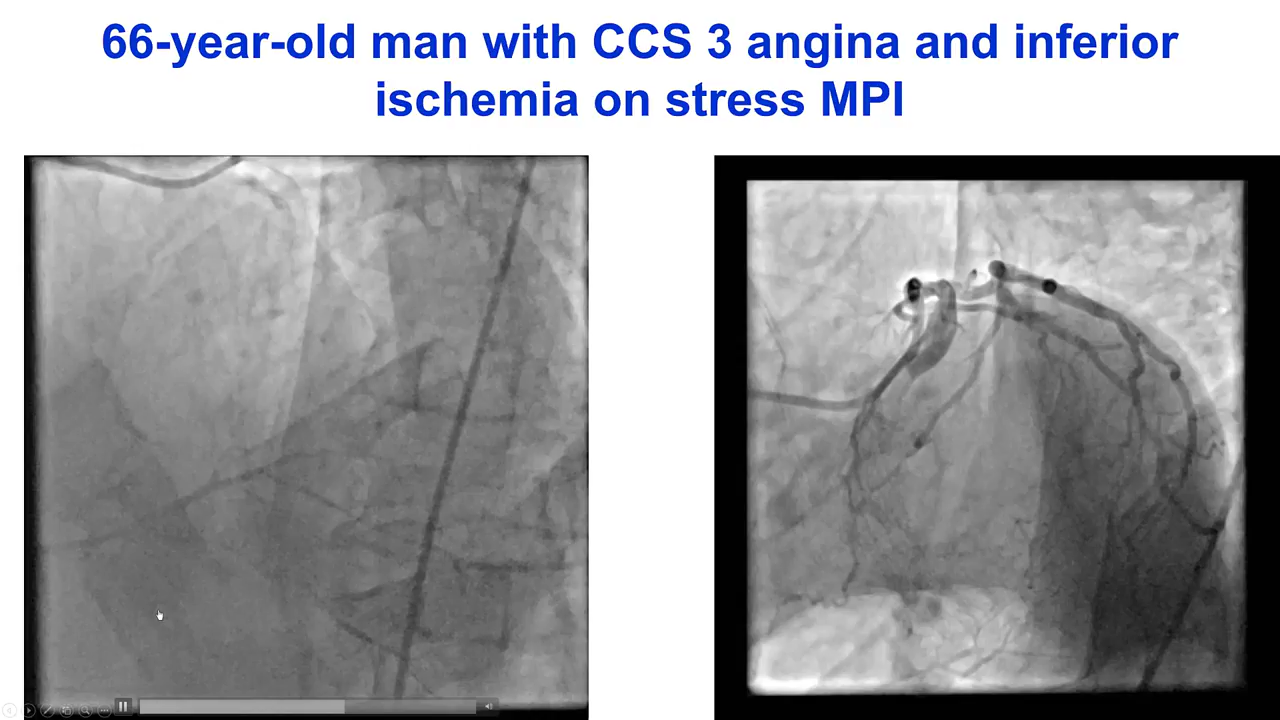 66-year-old man with CCS 3 angina and inferior
ischemia on stress MPI